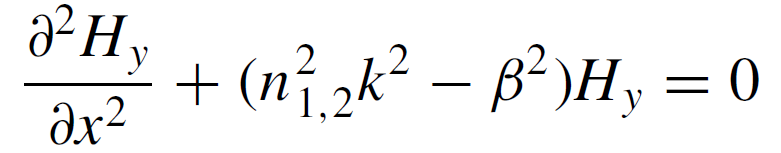 ∂²H_y/∂x² + (n²_{1,2}k² − β²)H_y = 0